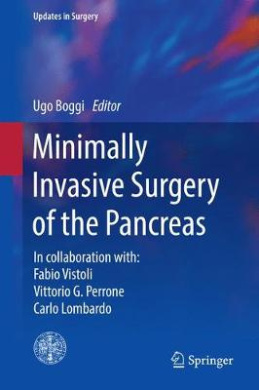 Updates in Surgery
Ugo Boggi Editor
Minimally
Invasive Surgery
of the Pancreas
In collaboration with:
Fabio Vistoli
Vittorio G. Perrone
Carlo Lombardo
Springer